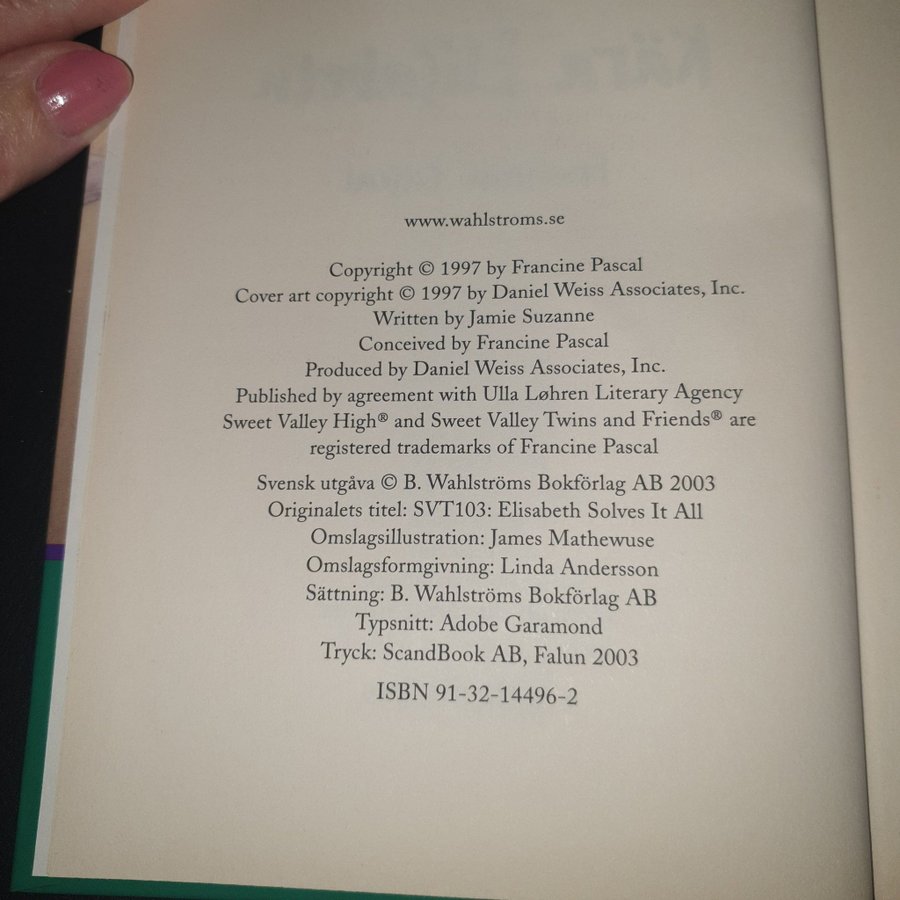 www.wahlstroms.se
Copyright © 1997 by Francine Pascal
Cover art copyright © 1997 by Daniel Weiss Associates, Inc.
Written by Jamie Suzanne
Conceived by Francine Pascal
Produced by Daniel Weiss Associates, Inc.
Published by agreement with Ulla Løhren Literary Agency
Sweet Valley High® and Sweet Valley Twins and Friends® are
registered trademarks of Francine Pascal
Svensk utgåva © B. Wahlströms Bokförlag AB 2003
Originalets titel: SVT103: Elisabeth Solves It All
Omslagsillustration: James Mathewuse
Omslagsformgivning: Linda Andersson
Sättning: B. Wahlströms Bokförlag AB
Typsnitt: Adobe Garamond
Tryck: ScandBook AB, Falun 2003
ISBN 91-32-14496-2